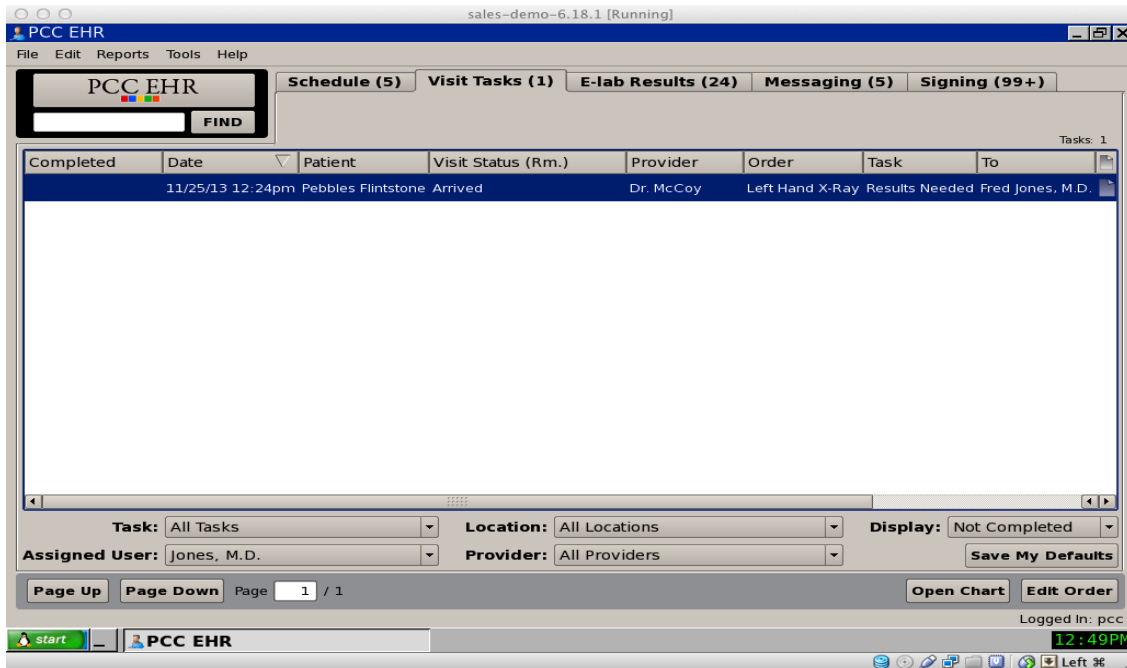 sales-demo-6.18.1 [Running]
PCC EHR
File Edit Reports Tools Help
PCC EHR
FIND
Schedule (5) Visit Tasks (1) E-lab Results (24) Messaging (5) Signing (99+)
Tasks: 1
Completed Date Patient Visit Status (Rm.) Provider Order Task To
11/25/13 12:24pm Pebbles Flintstone Arrived Dr. McCoy Left Hand X-Ray Results Needed Fred Jones, M.D.
Task: All Tasks Location: All Locations Display: Not Completed
Assigned User: Jones, M.D. Provider: All Providers Save My Defaults
Page Up Page Down Page 1 / 1 Open Chart Edit Order
Logged In: pcc
start _ PCC EHR 12:49PM
Left ⌘